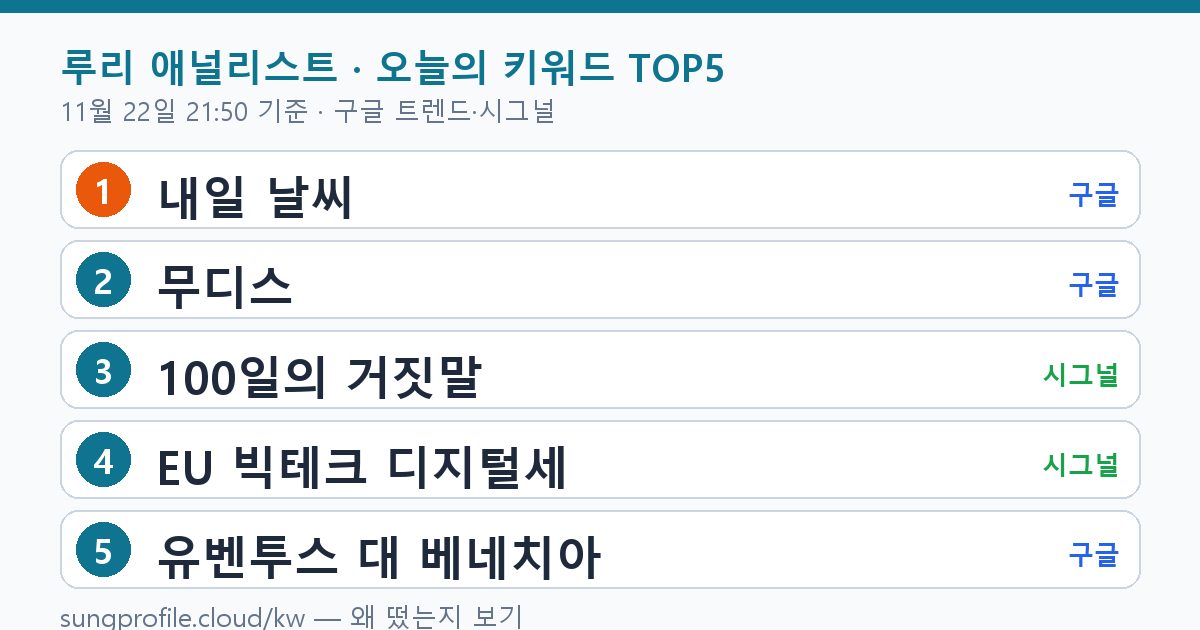 루리 애널리스트 · 오늘의 키워드 TOP5
11월 22일 21:50 기준 · 구글 트렌드·시그널
1 내일 날씨 구글
2 무디스 구글
3 100일의 거짓말 시그널
4 EU 빅테크 디지털세 시그널
5 유벤투스 대 베네치아 구글
sungprofile.cloud/kw — 왜 떴는지 보기